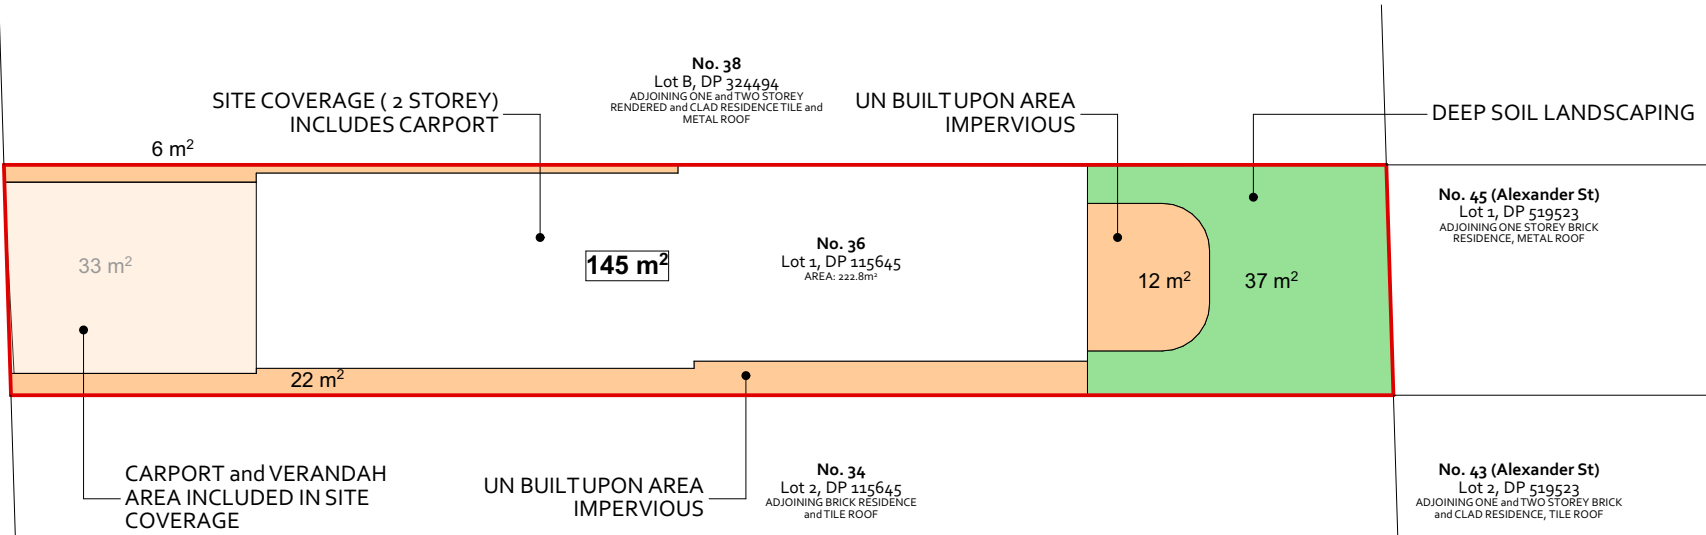 No. 38
Lot B, DP 324494
ADJOINING ONE and TWO STOREY
RENDERED and CLAD RESIDENCE TILE and
METAL ROOF
SITE COVERAGE ( 2 STOREY)
INCLUDES CARPORT
UN BUILTUPON AREA
IMPERVIOUS
DEEP SOIL LANDSCAPING
6 m²
No. 45 (Alexander St)
Lot 1, DP 519523
ADJOINING ONE STOREY BRICK
RESIDENCE, METAL ROOF
33 m²
145 m²
No. 36
Lot 1, DP 115645
AREA: 222.8m²
12 m²
37 m²
22 m²
CARPORT and VERANDAH
AREA INCLUDED IN SITE
COVERAGE
UN BUILTUPON AREA
IMPERVIOUS
No. 34
Lot 2, DP 115645
ADJOINING BRICK RESIDENCE
and TILE ROOF
No. 43 (Alexander St)
Lot 2, DP 519523
ADJOINING ONE and TWO STOREY BRICK
and CLAD RESIDENCE, TILE ROOF